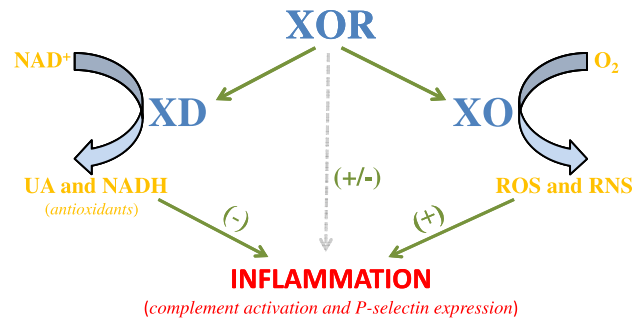 XOR
NAD⁺
O₂
XD
XO
(+/-)
UA and NADH
ROS and RNS
(antioxidants)
(-)
(+)
INFLAMMATION
(complement activation and P-selectin expression)